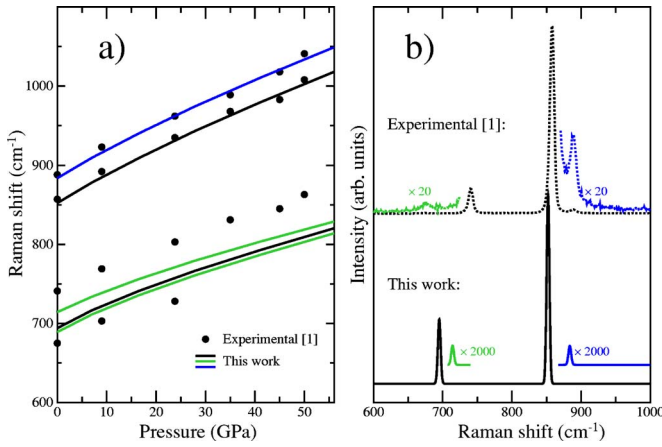 a)
1000
900
800
700
600
Raman shift (cm⁻¹)
Experimental [1]
This work
0
10
20
30
40
50
Pressure (GPa)
b)
Intensity (arb. units)
Experimental [1]:
× 20
× 20
This work:
× 2000
× 2000
600
700
800
900
1000
Raman shift (cm⁻¹)